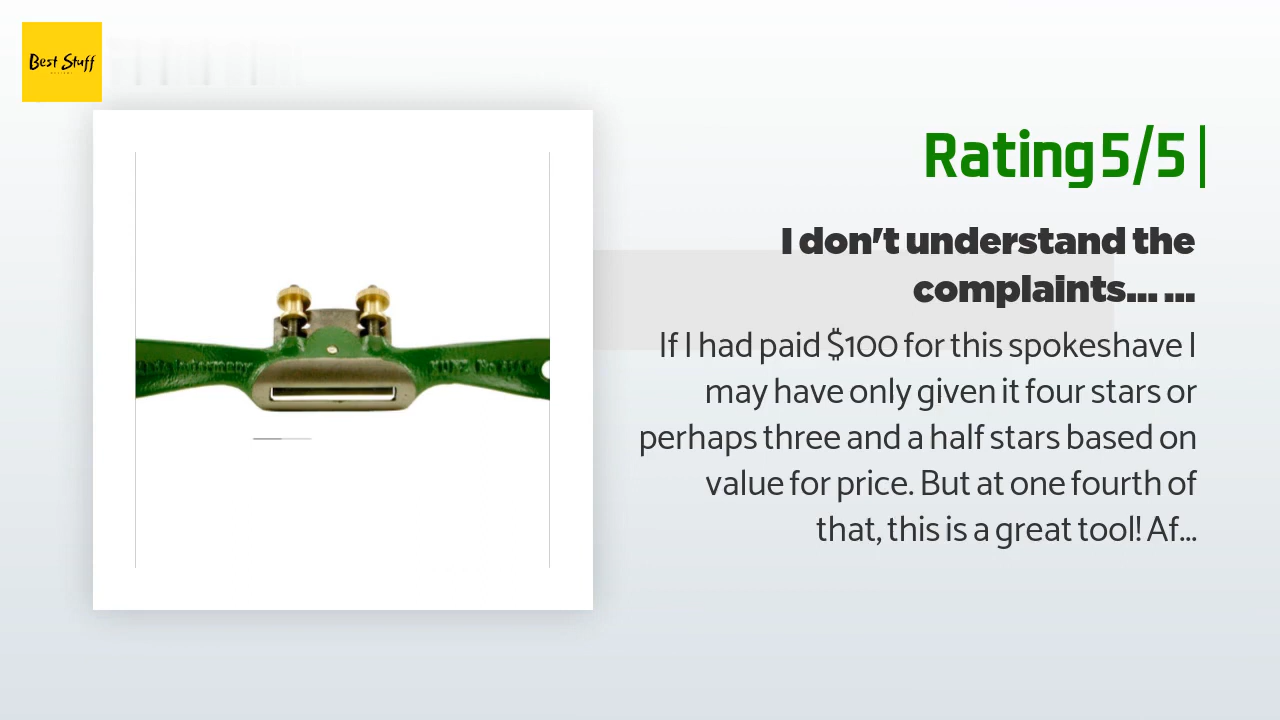 Best Stuff
Rating 5/5 |
I don't understand the
complaints... ...
If I had paid $100 for this spokeshave I
may have only given it four stars or
perhaps three and a half stars based on
value for price. But at one fourth of
that, this is a great tool! Af...